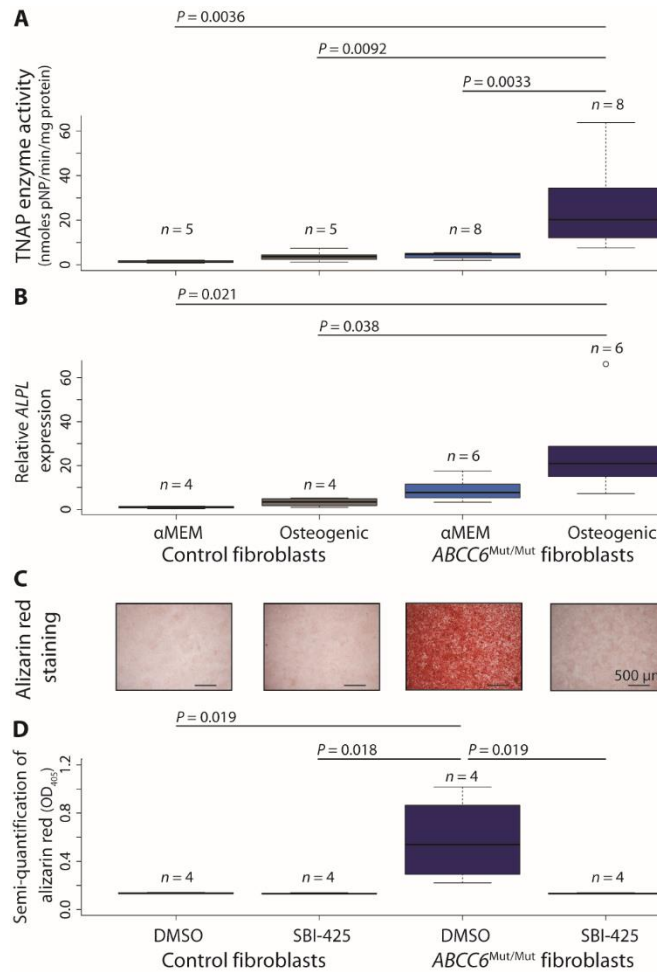 A
P = 0.0036
P = 0.0092
P = 0.0033
TNAP enzyme activity
(nmoles pNP/min/mg protein)
0 20 40 60
n = 5
n = 5
n = 8
n = 8
B
P = 0.021
P = 0.038
Relative ALPL
expression
0 20 40 60
n = 4
n = 4
n = 6
n = 6
αMEM Osteogenic αMEM Osteogenic
Control fibroblasts ABCC6Mut/Mut fibroblasts
C
Alizarin red
staining
500 µm
D
P = 0.019
P = 0.018 P = 0.019
Semi-quantification of
alizarin red (OD405)
0.0 0.4 0.8 1.2
n = 4
n = 4
n = 4
n = 4
DMSO SBI-425 DMSO SBI-425
Control fibroblasts ABCC6Mut/Mut fibroblasts